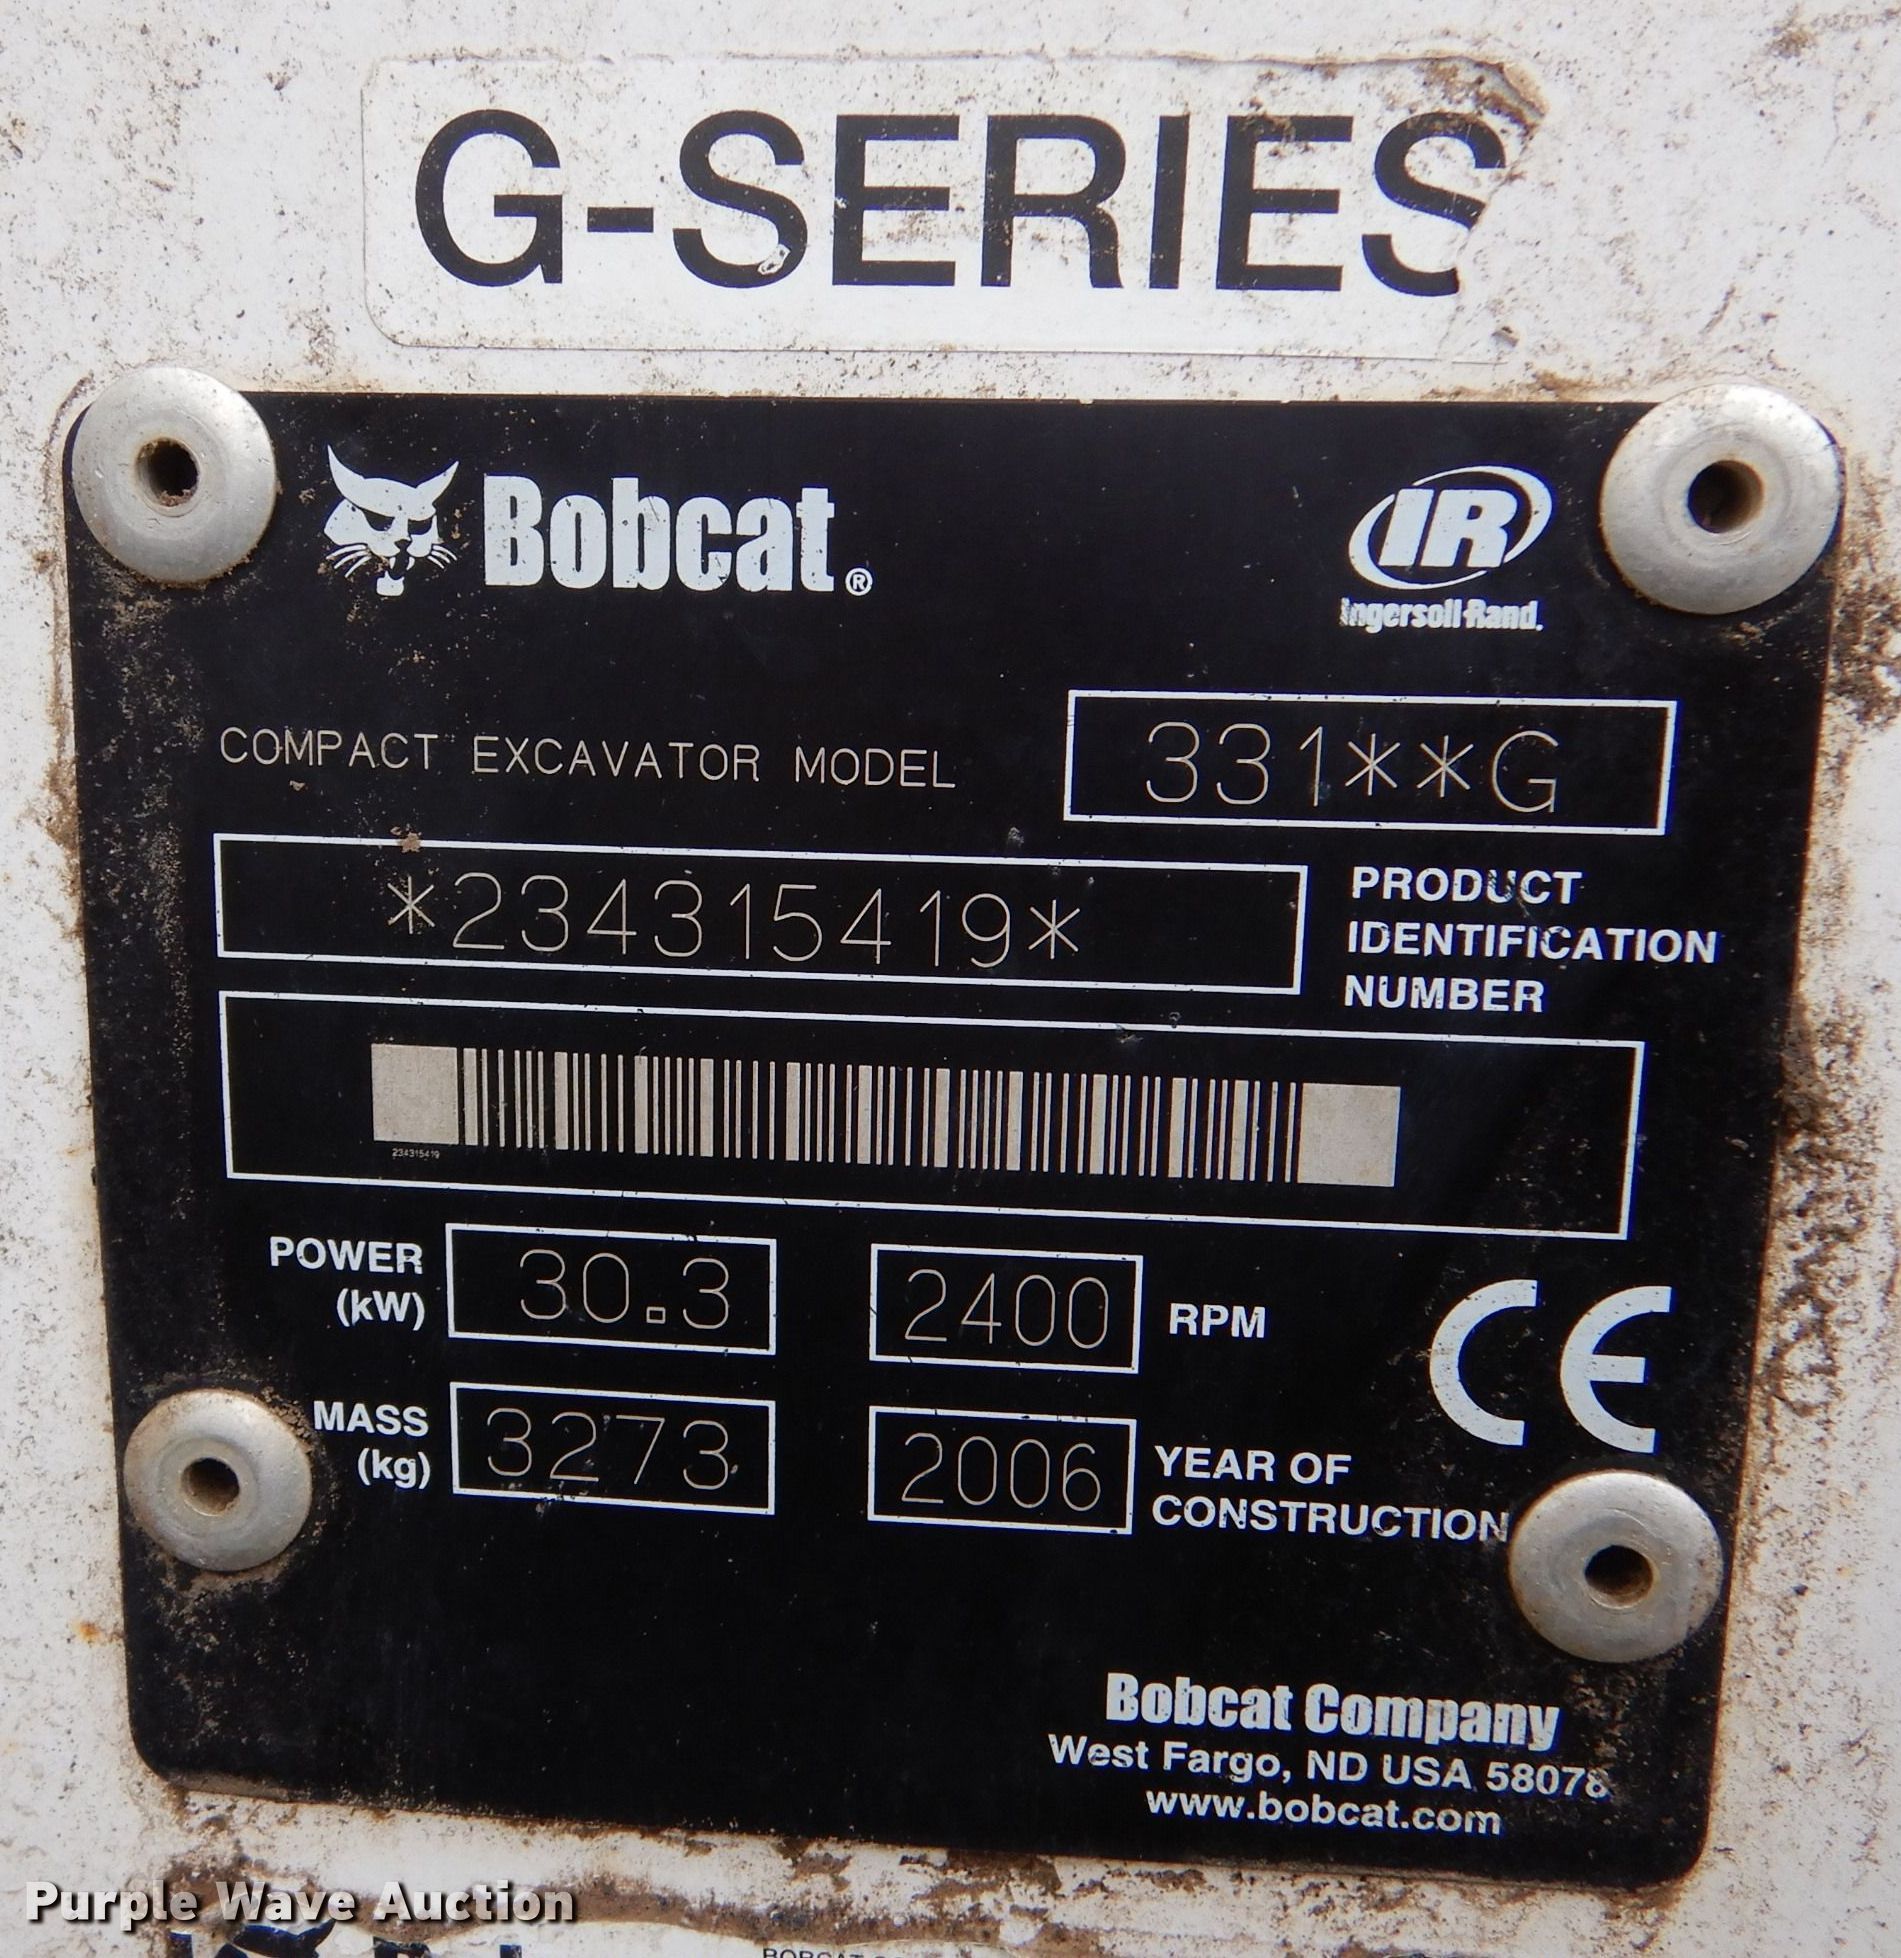 G-SERIES
Bobcat®
IR
Ingersoll-Rand.
COMPACT EXCAVATOR MODEL 331**G
*234315419* PRODUCT
IDENTIFICATION
NUMBER
234315419
POWER
(kW) 30.3 2400 RPM
CE
MASS
(kg) 3273 2006 YEAR OF
CONSTRUCTION
Bobcat Company
West Fargo, ND USA 58078
www.bobcat.com
Purple Wave Auction
BOBCAT